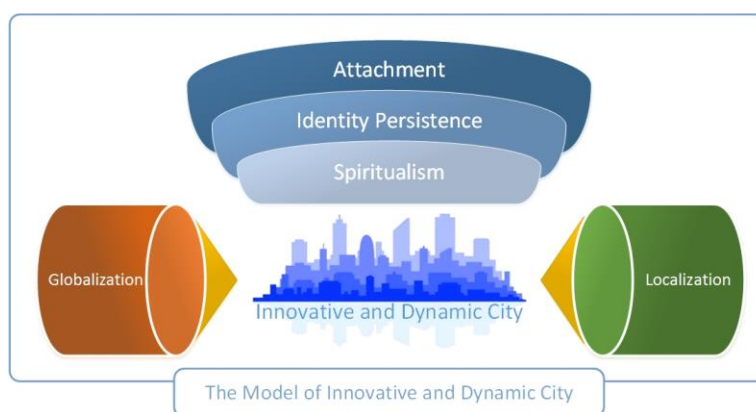 Attachment
Identity Persistence
Spiritualism
Globalization
Localization
Innovative and Dynamic City
The Model of Innovative and Dynamic City